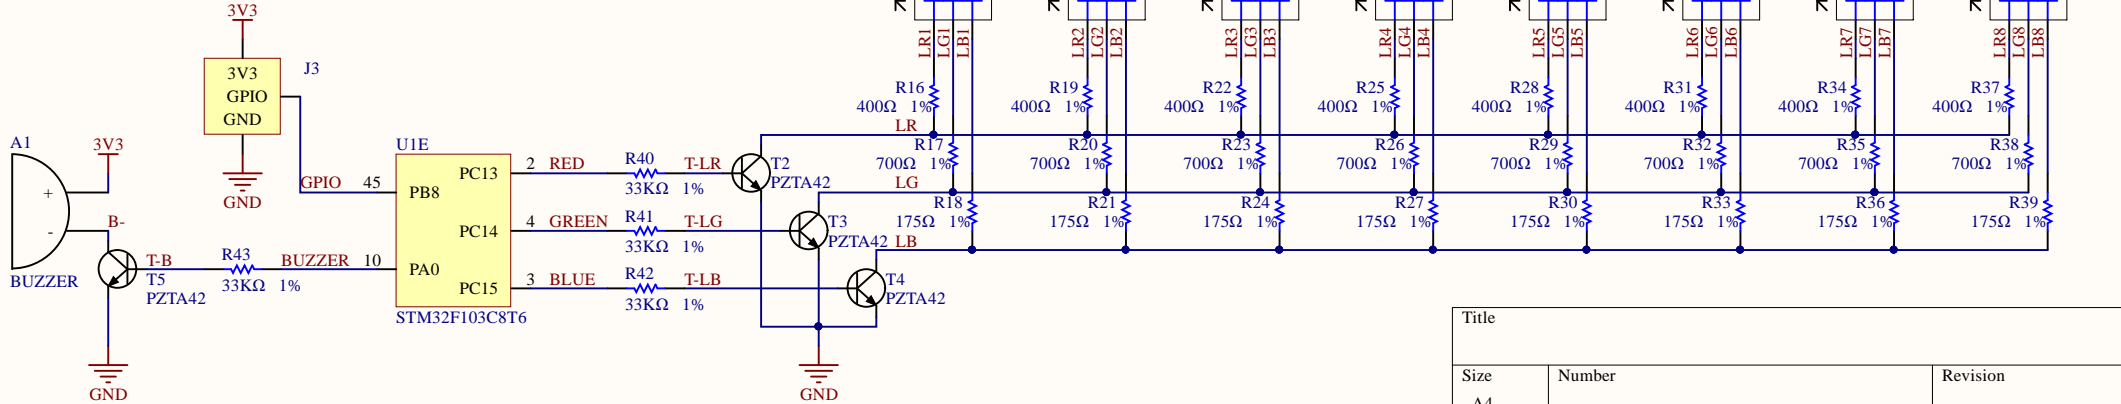 3V3
3V3
GPIO
GND
J3
GND
A1
3V3
+
B-
-
BUZZER
T-B
T5
PZTA42
R43
33KΩ 1%
BUZZER
GND
GPIO
45
10
U1E
PB8
PA0
PC13
PC14
PC15
STM32F103C8T6
2 RED
4 GREEN
3 BLUE
R40
33KΩ 1%
R41
33KΩ 1%
R42
33KΩ 1%
T-LR
T-LG
T-LB
T2
PZTA42
T3
PZTA42
T4
PZTA42
GND
LR
LG
LB
LR1
LG1
LB1
R16
400Ω 1%
R17
700Ω 1%
R18
175Ω 1%
LR2
LG2
LB2
R19
400Ω 1%
R20
700Ω 1%
R21
175Ω 1%
LR3
LG3
LB3
R22
400Ω 1%
R23
700Ω 1%
R24
175Ω 1%
LR4
LG4
LB4
R25
400Ω 1%
R26
700Ω 1%
R27
175Ω 1%
LR5
LG5
LB5
R28
400Ω 1%
R29
700Ω 1%
R30
175Ω 1%
LR6
LG6
LB6
R31
400Ω 1%
R32
700Ω 1%
R33
175Ω 1%
LR7
LG7
LB7
R34
400Ω 1%
R35
700Ω 1%
R36
175Ω 1%
LR8
LG8
LB8
R37
400Ω 1%
R38
700Ω 1%
R39
175Ω 1%
Title
Size
A4
Number
Revision